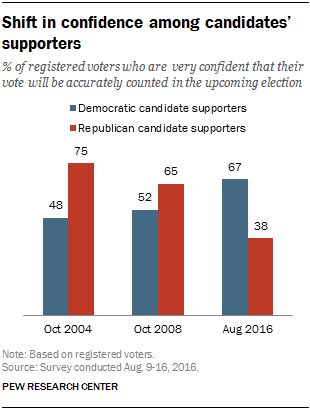 Shift in confidence among candidates'
supporters
% of registered voters who are very confident that their
vote will be accurately counted in the upcoming election
Democratic candidate supporters
Republican candidate supporters
48
75
52
65
67
38
Oct 2004
Oct 2008
Aug 2016
Note: Based on registered voters.
Source: Survey conducted Aug. 9-16, 2016.
PEW RESEARCH CENTER